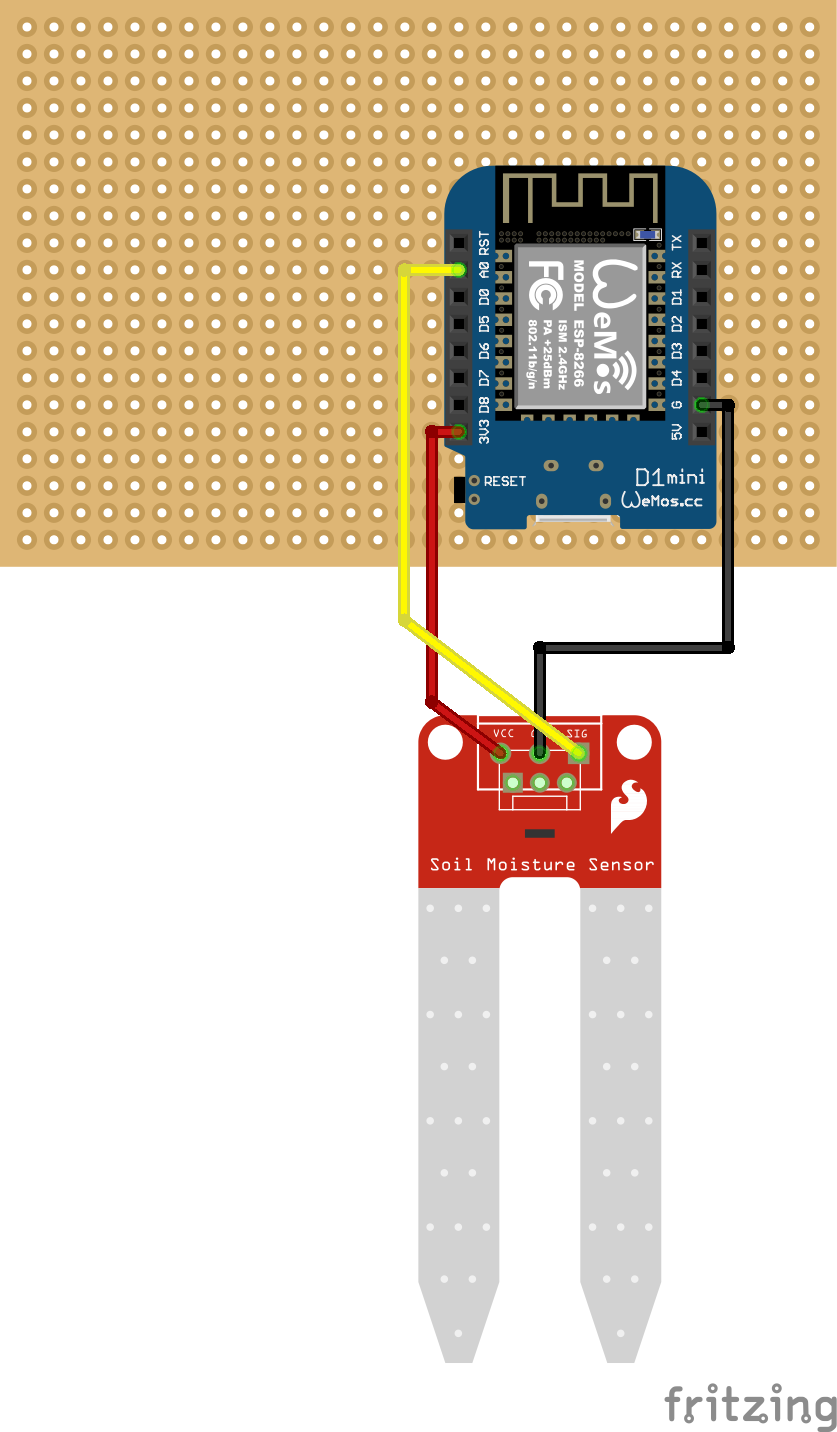 RST
A0
D0
D5
D6
D7
D8
3V3
TX
RX
D1
D2
D3
D4
G
5V
WeMos
MODEL ESP-8266
ISM 2.4GHz
PA +25dBm
802.11b/g/n
FC
RESET
D1mini
WeMos.cc
VCC
SIG
Soil Moisture Sensor
fritzing